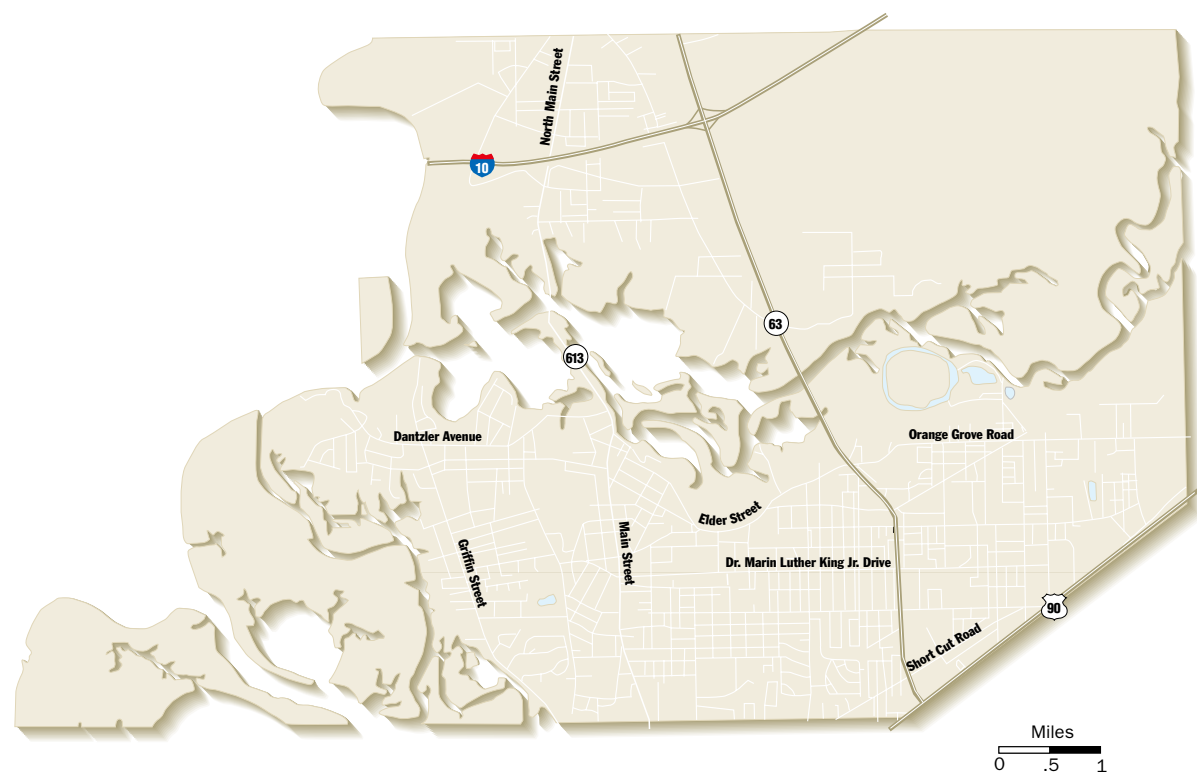 North Main Street
10
63
613
Dantzler Avenue
Orange Grove Road
Elder Street
Main Street
Griffin Street
Dr. Marin Luther King Jr. Drive
90
Short Cut Road
Miles
0 .5 1